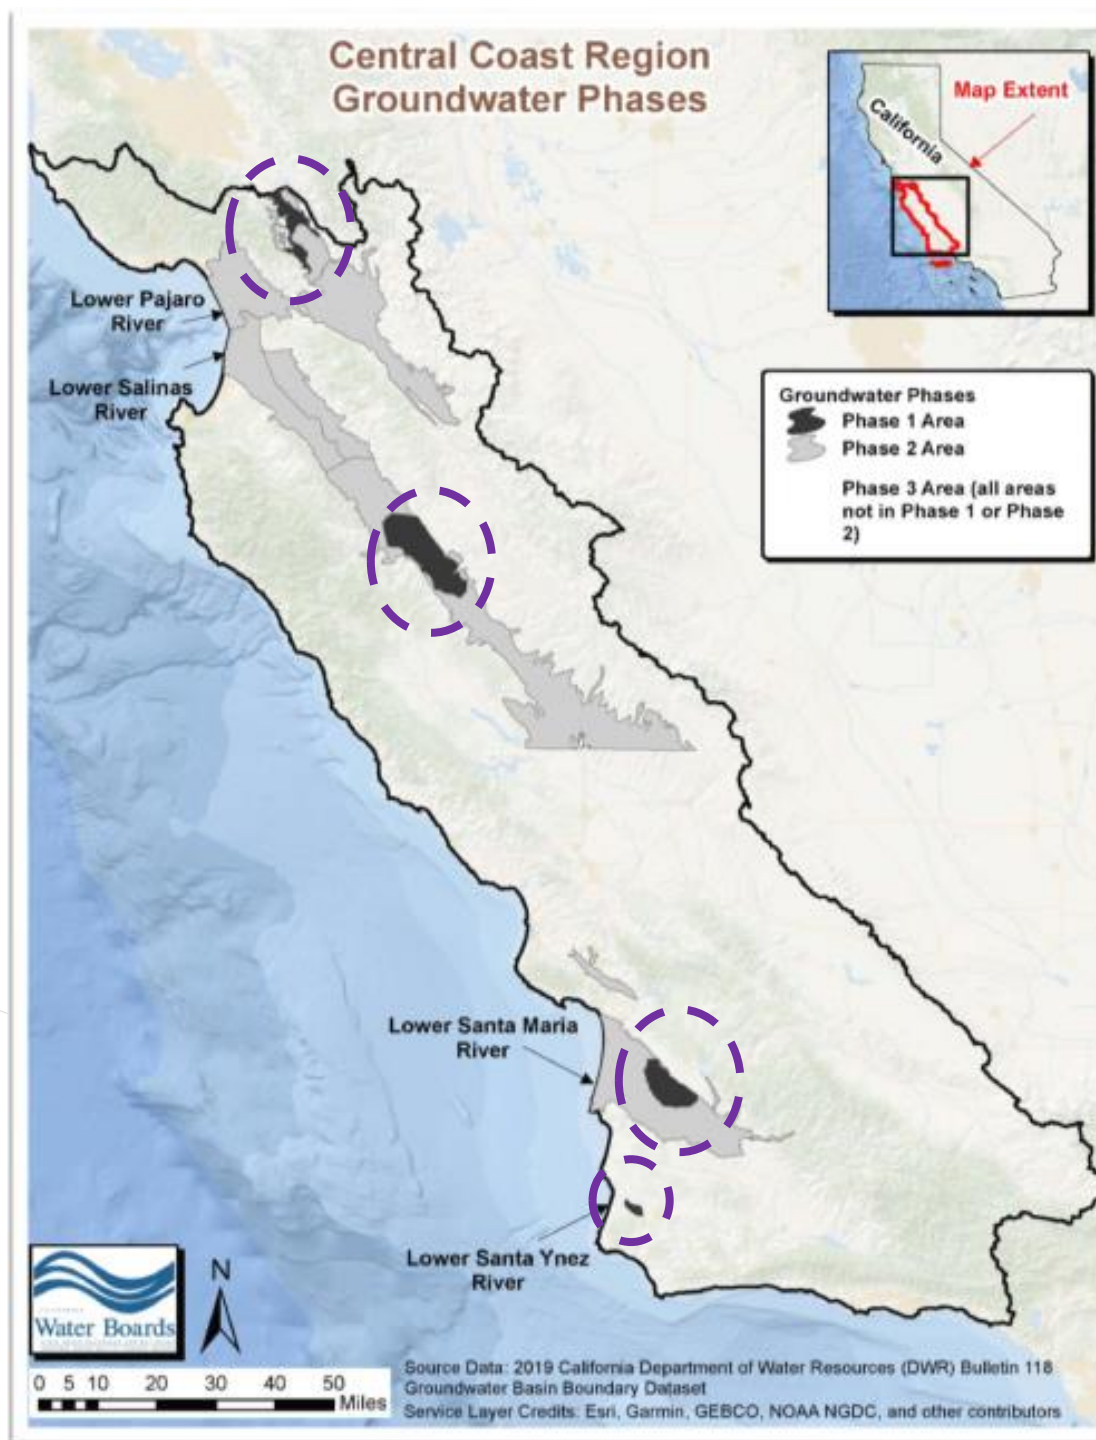 Central Coast Region
Groundwater Phases
Map Extent
California
Lower Pajaro
River
Lower Salinas
River
Groundwater Phases
Phase 1 Area
Phase 2 Area
Phase 3 Area (all areas
not in Phase 1 or Phase
2)
Lower Santa Maria
River
Lower Santa Ynez
River
N
Water Boards
0 5 10 20 30 40 50
Miles
Source Data: 2019 California Department of Water Resources (DWR) Bulletin 118
Groundwater Basin Boundary Dataset
Service Layer Credits: Esri, Garmin, GEBCO, NOAA NGDC, and other contributors